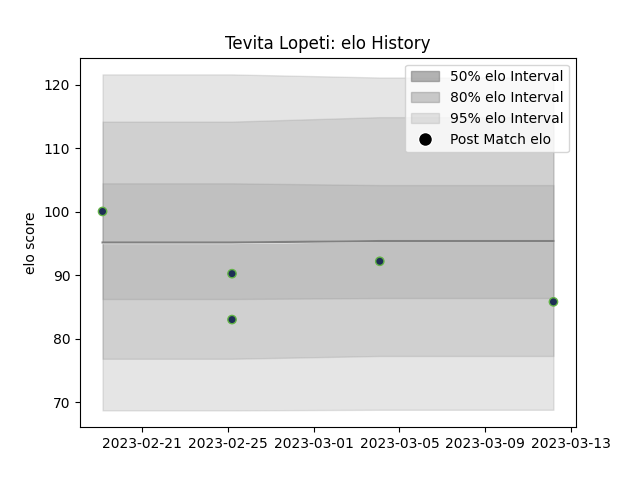 Tevita Lopeti: elo History
50% elo Interval
80% elo Interval
95% elo Interval
Post Match elo
elo score
120
110
100
90
80
70
2023-02-21 2023-02-25 2023-03-01 2023-03-05 2023-03-09 2023-03-13